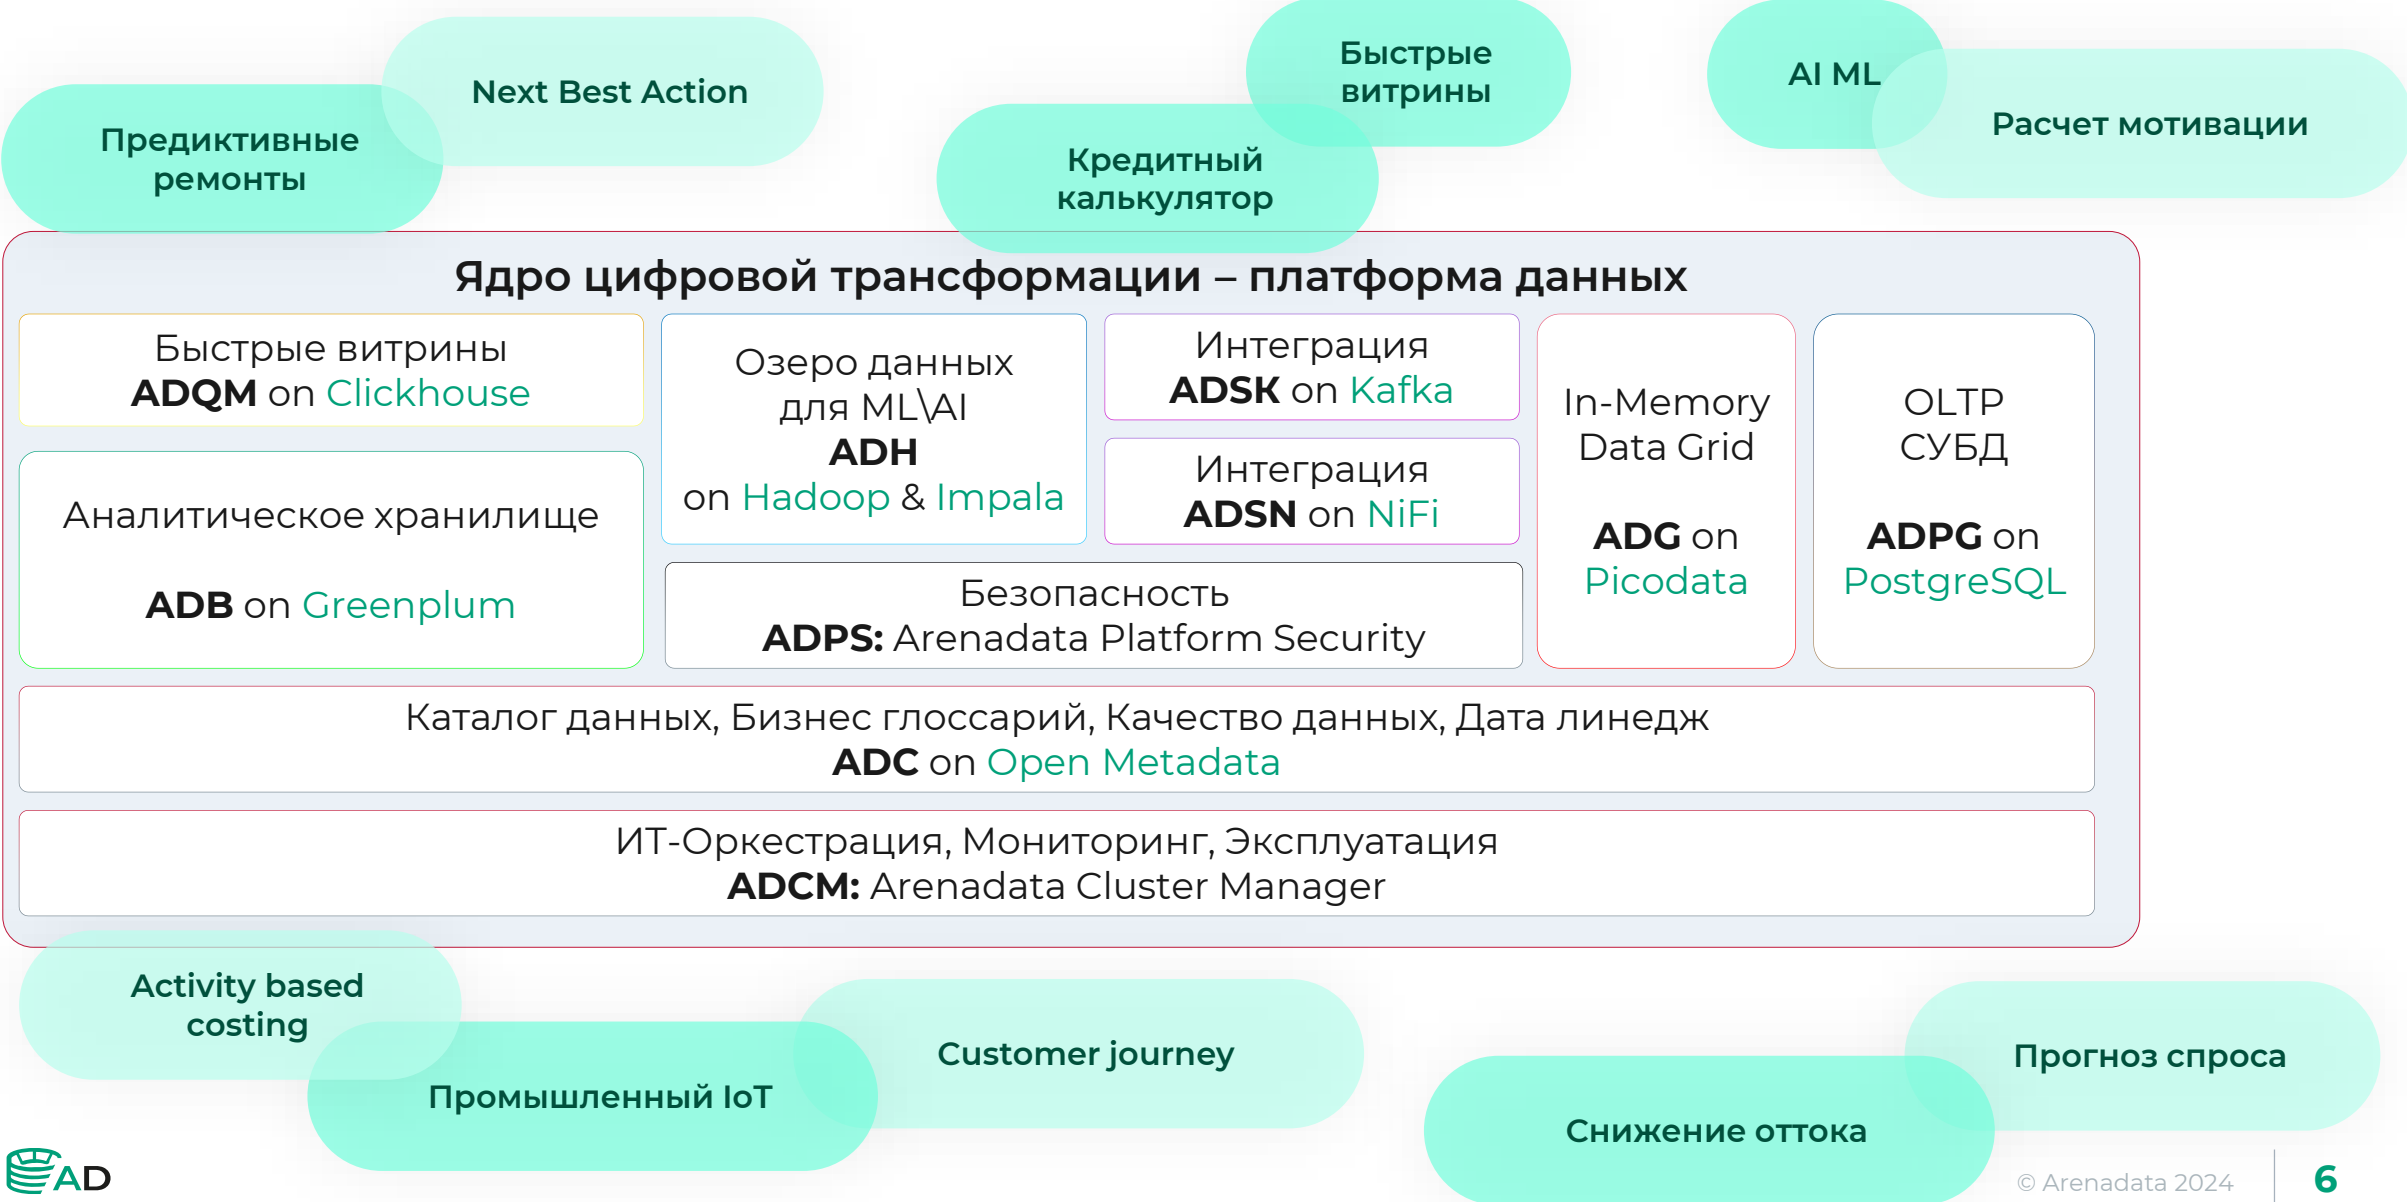 Предиктивные
ремонты
Next Best Action
Кредитный
калькулятор
Быстрые
витрины
AI ML
Расчет мотивации
Ядро цифровой трансформации – платформа данных
Быстрые витрины
ADQM on Clickhouse
Аналитическое хранилище
ADB on Greenplum
Озеро данных
для ML\AI
ADH
on Hadoop & Impala
Интеграция
ADSK on Kafka
Интеграция
ADSN on NiFi
Безопасность
ADPS: Arenadata Platform Security
In-Memory
Data Grid
ADG on
Picodata
OLTP
СУБД
ADPG on
PostgreSQL
Каталог данных, Бизнес глоссарий, Качество данных, Дата линедж
ADC on Open Metadata
ИТ-Оркестрация, Мониторинг, Эксплуатация
ADCM: Arenadata Cluster Manager
Activity based
costing
Промышленный IoT
Customer journey
Снижение оттока
Прогноз спроса
AD
© Arenadata 2024
6